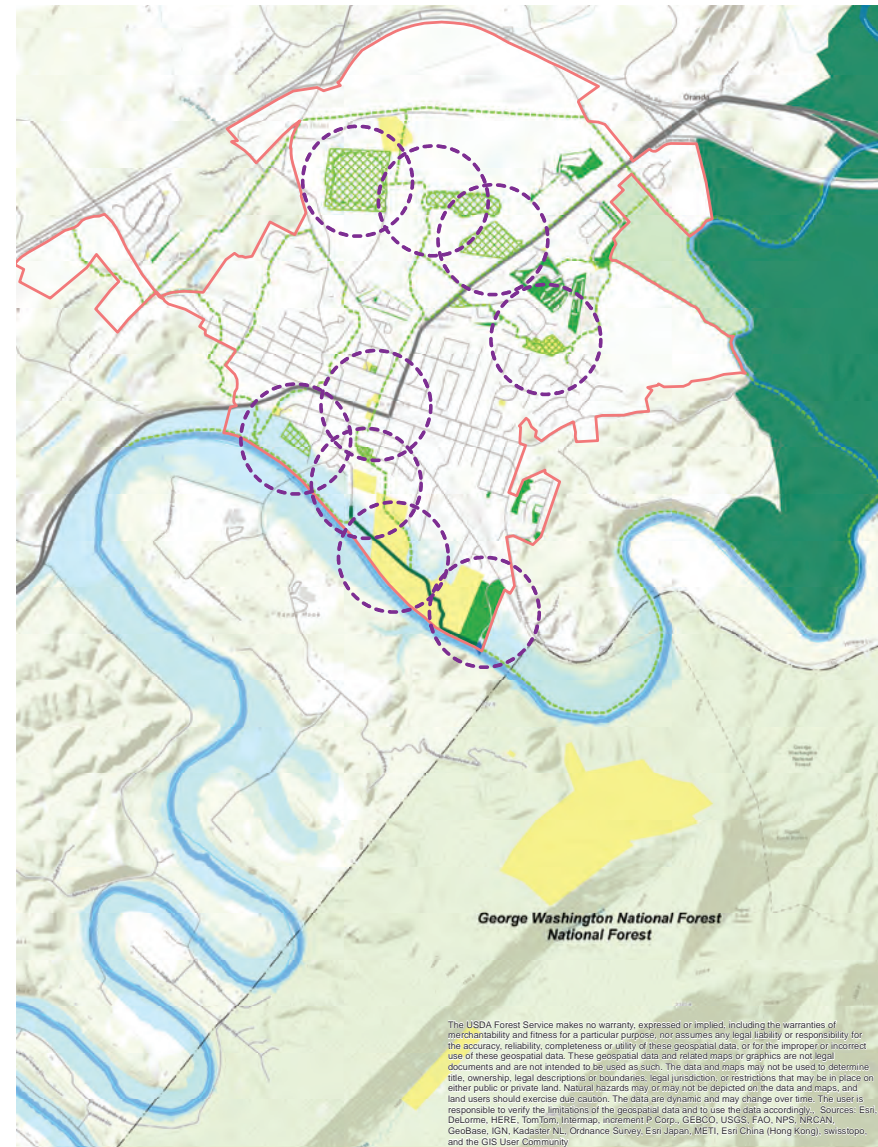 Oranda
George
Washington
National
Forest
George Washington National Forest
National Forest
The USDA Forest Service makes no warranty, expressed or implied, including the warranties of
merchantability and fitness for a particular purpose, nor assumes any legal liability or responsibility for
the accuracy, reliability, completeness or utility of these geospatial data, or for the improper or incorrect
use of these geospatial data. These geospatial data and related maps or graphics are not legal
documents and are not intended to be used as such. The data and maps may not be used to determine
title, ownership, legal descriptions or boundaries, legal jurisdiction, or restrictions that may be in place on
either public or private land. Natural hazards may or may not be depicted on the data and maps, and
land users should exercise due caution. The data are dynamic and may change over time. The user is
responsible to verify the limitations of the geospatial data and to use the data accordingly., Sources: Esri,
DeLorme, HERE, TomTom, Intermap, increment P Corp., GEBCO, USGS, FAO, NPS, NRCAN,
GeoBase, IGN, Kadaster NL, Ordnance Survey, Esri Japan, METI, Esri China (Hong Kong), swisstopo,
and the GIS User Community